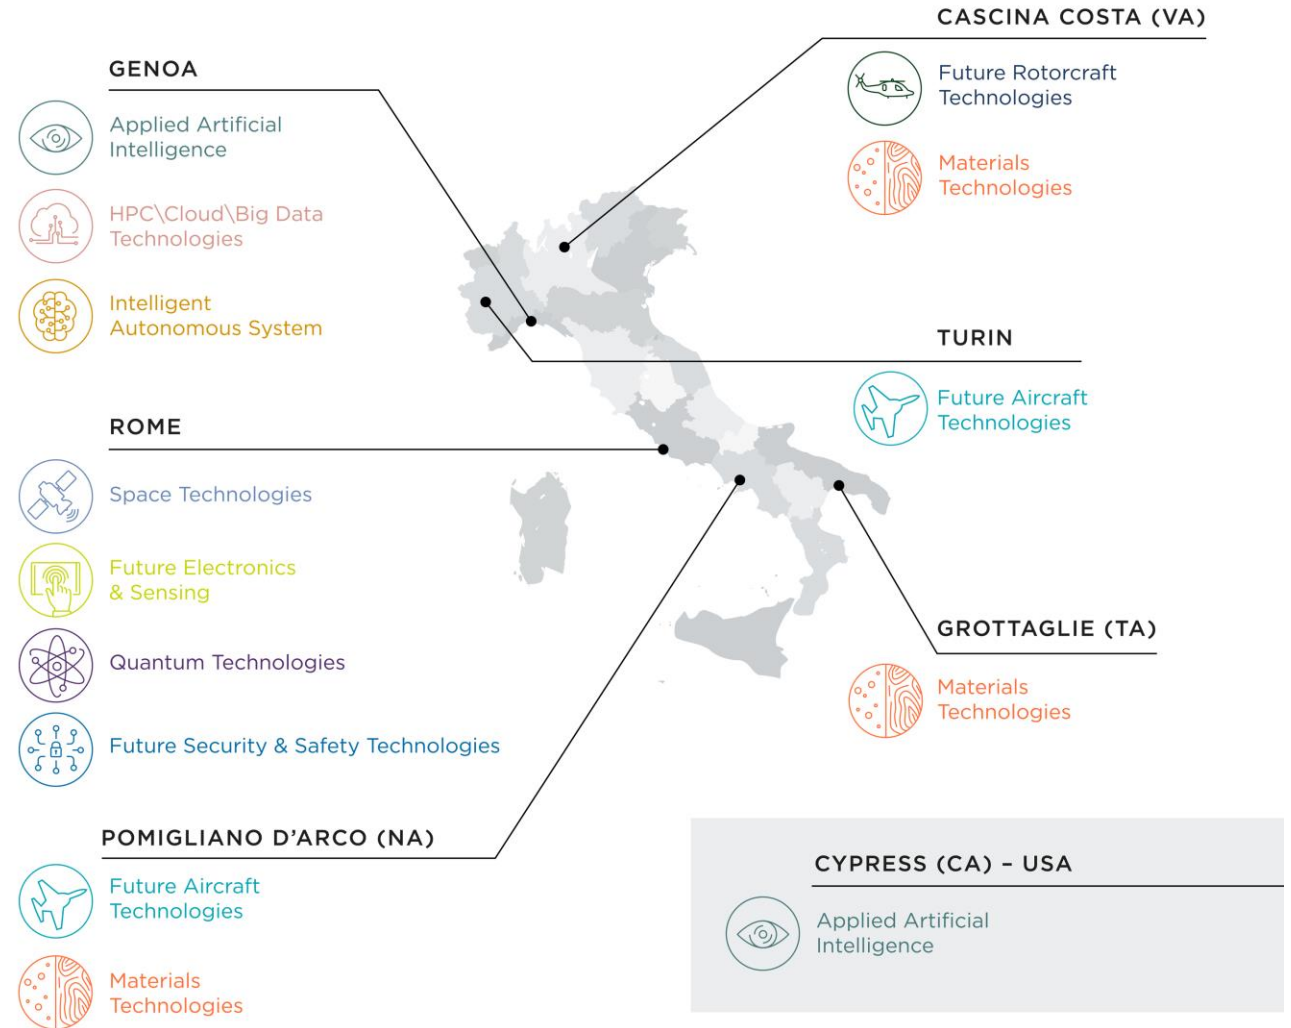 GENOA
Applied Artificial
Intelligence
HPC\Cloud\Big Data
Technologies
Intelligent
Autonomous System
ROME
Space Technologies
Future Electronics
& Sensing
Quantum Technologies
Future Security & Safety Technologies
POMIGLIANO D’ARCO (NA)
Future Aircraft
Technologies
Materials
Technologies
CASCINA COSTA (VA)
Future Rotorcraft
Technologies
Materials
Technologies
TURIN
Future Aircraft
Technologies
GROTTAGLIE (TA)
Materials
Technologies
CYPRESS (CA) – USA
Applied Artificial
Intelligence